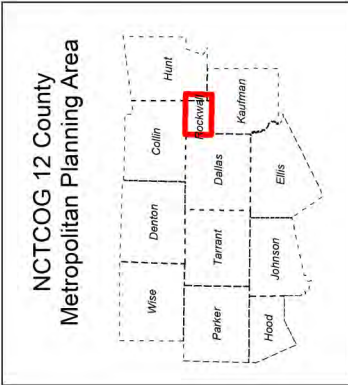 NCTCOG 12 County
Metropolitan Planning Area
Wise
Denton
Collin
Hunt
Parker
Tarrant
Dallas
Rockwall
Kaufman
Hood
Johnson
Ellis